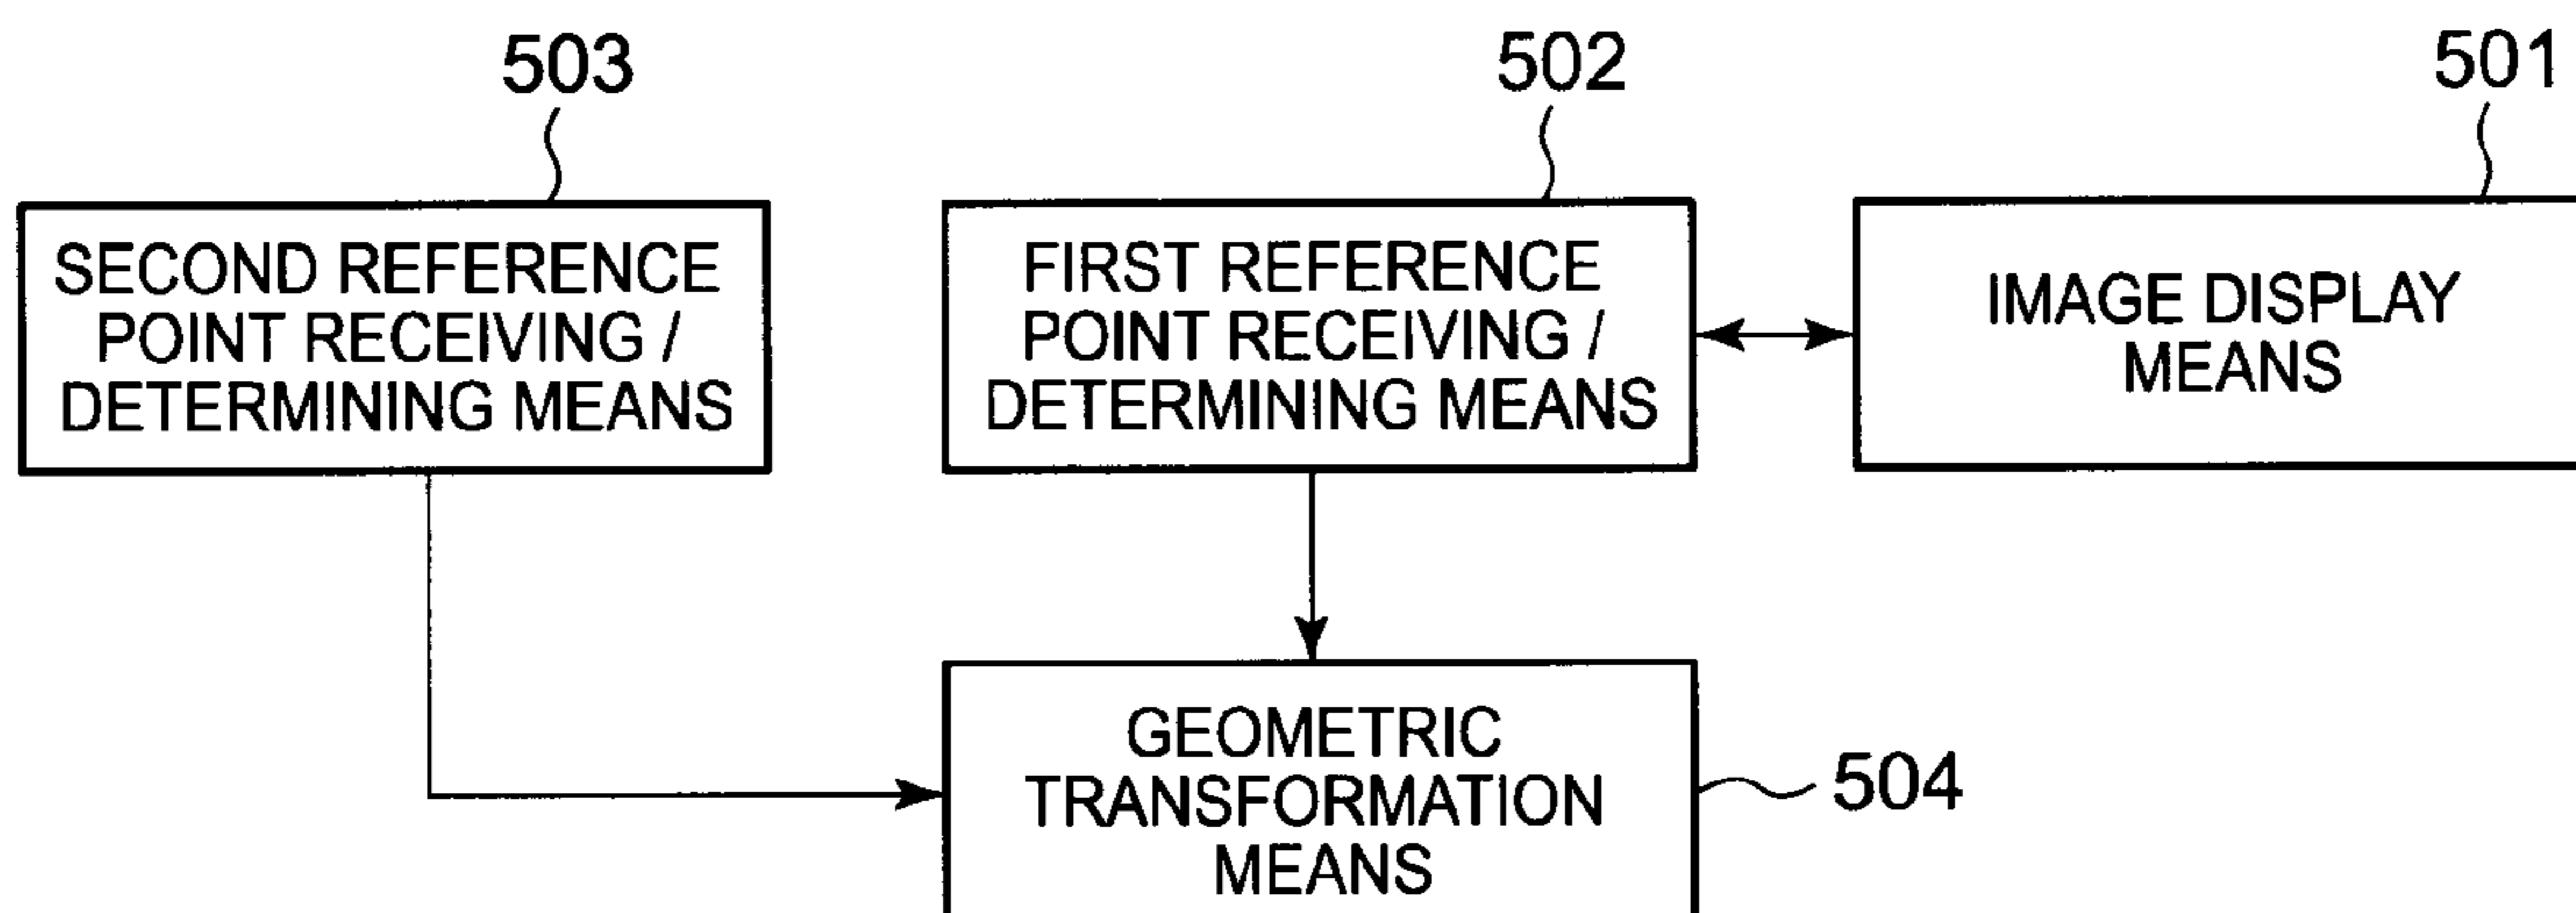 503
502
501
SECOND REFERENCE
POINT RECEIVING /
DETERMINING MEANS
FIRST REFERENCE
POINT RECEIVING /
DETERMINING MEANS
IMAGE DISPLAY
MEANS
GEOMETRIC
TRANSFORMATION
MEANS
504